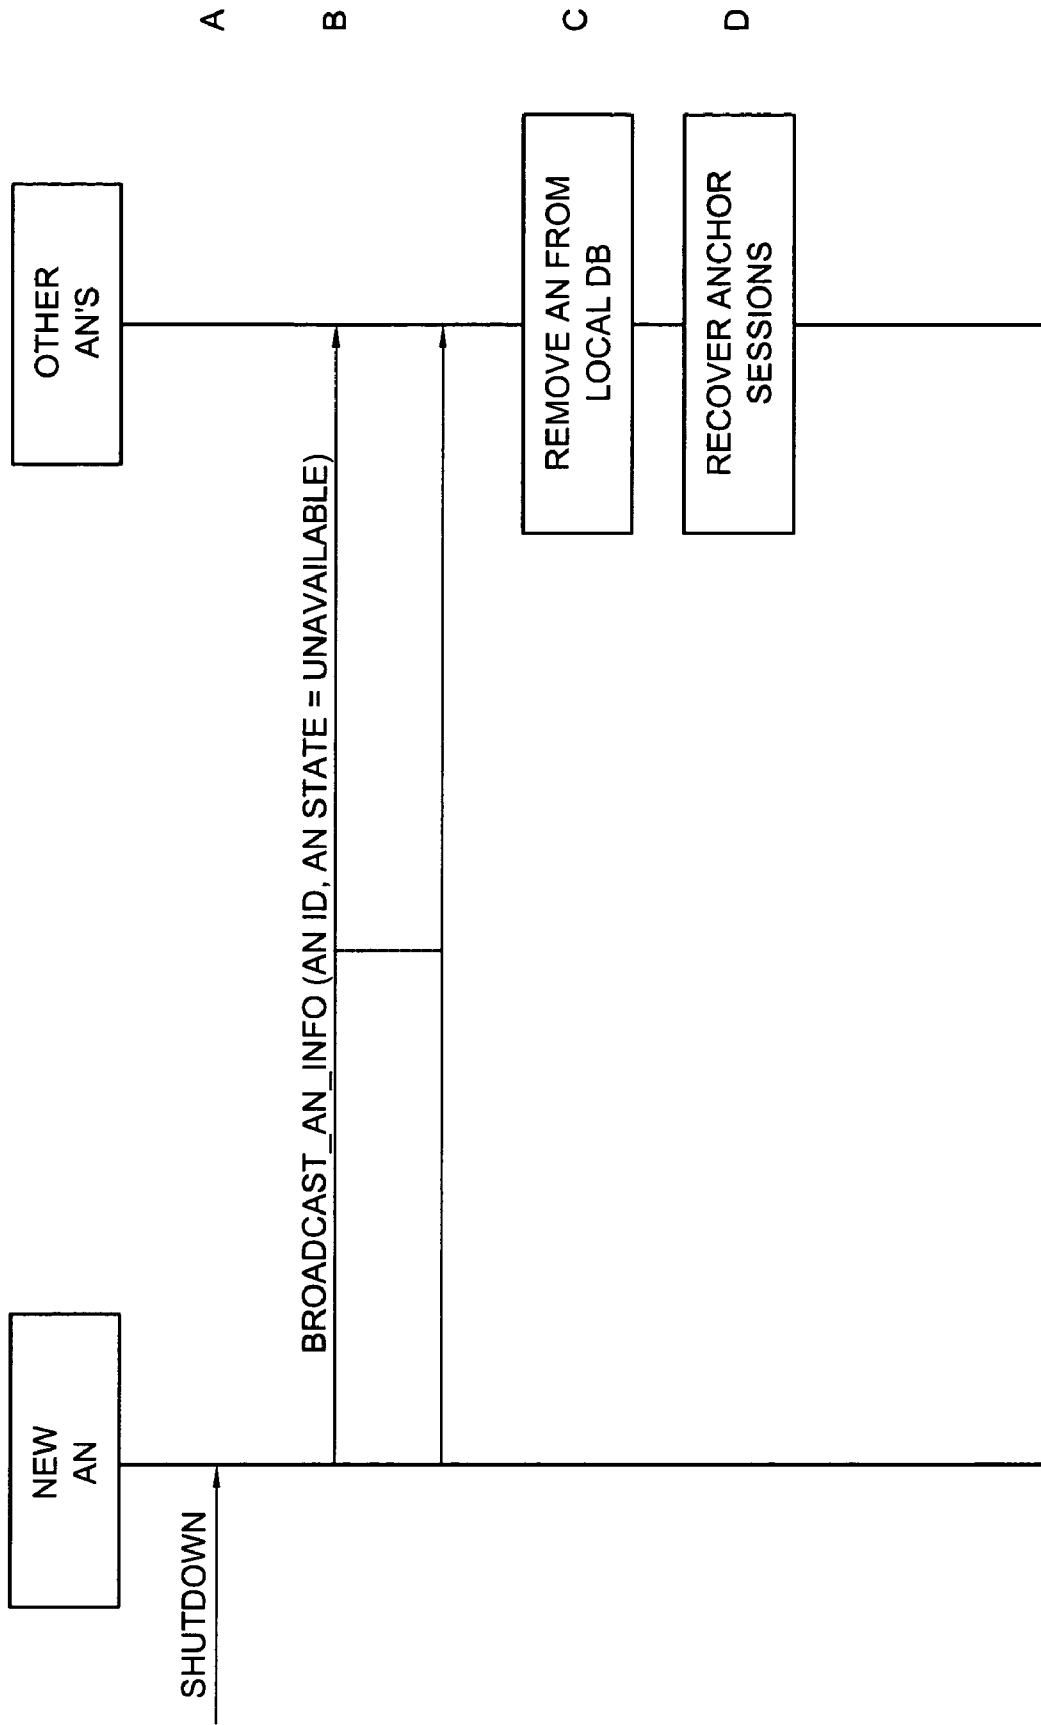 NEW
AN
OTHER
AN'S
SHUTDOWN
A
BROADCAST_AN_INFO (AN ID, AN STATE = UNAVAILABLE)
B
REMOVE AN FROM
LOCAL DB
C
RECOVER ANCHOR
SESSIONS
D